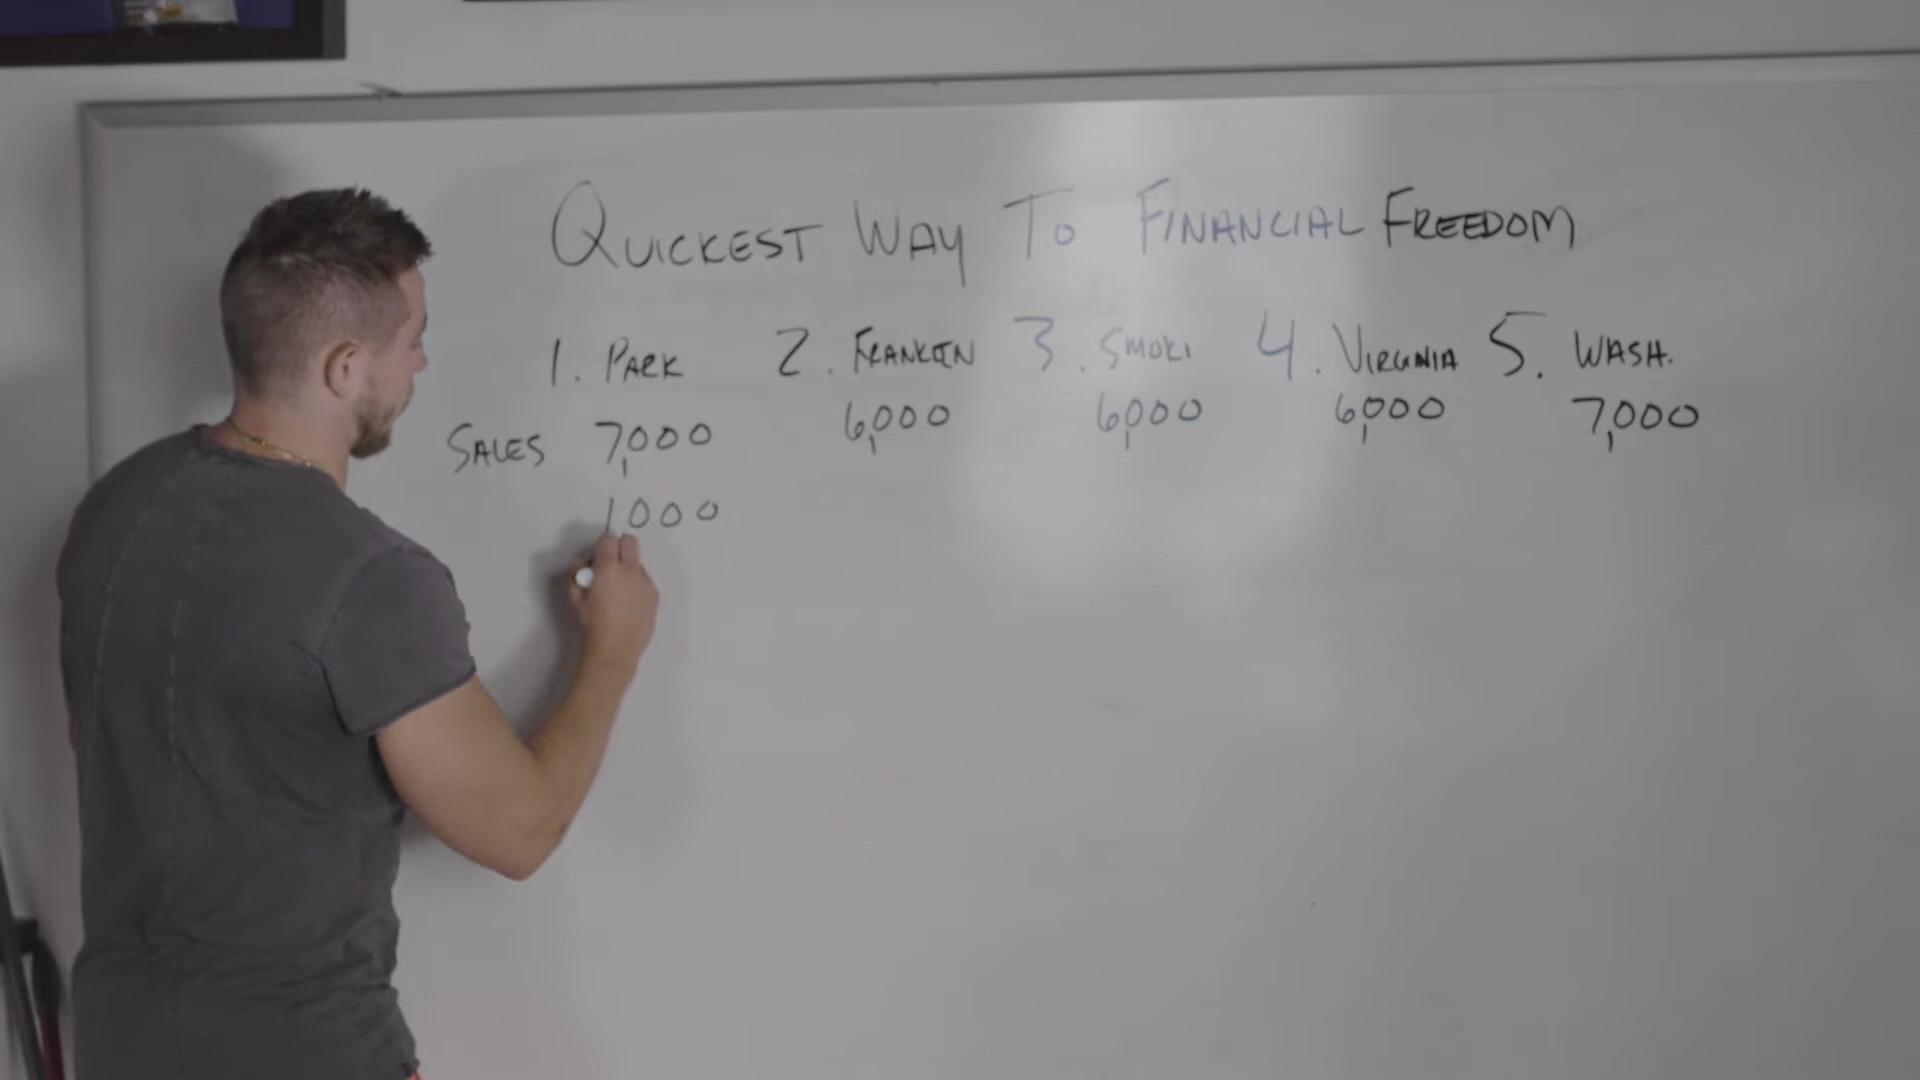 QUICKEST WAY TO FINANCIAL FREEDOM
1. PARK 2. FRANKLIN 3. SMOKI 4. VIRGINIA 5. WASH.
SALES 7,000 6,000 6,000 6,000 7,000
1000